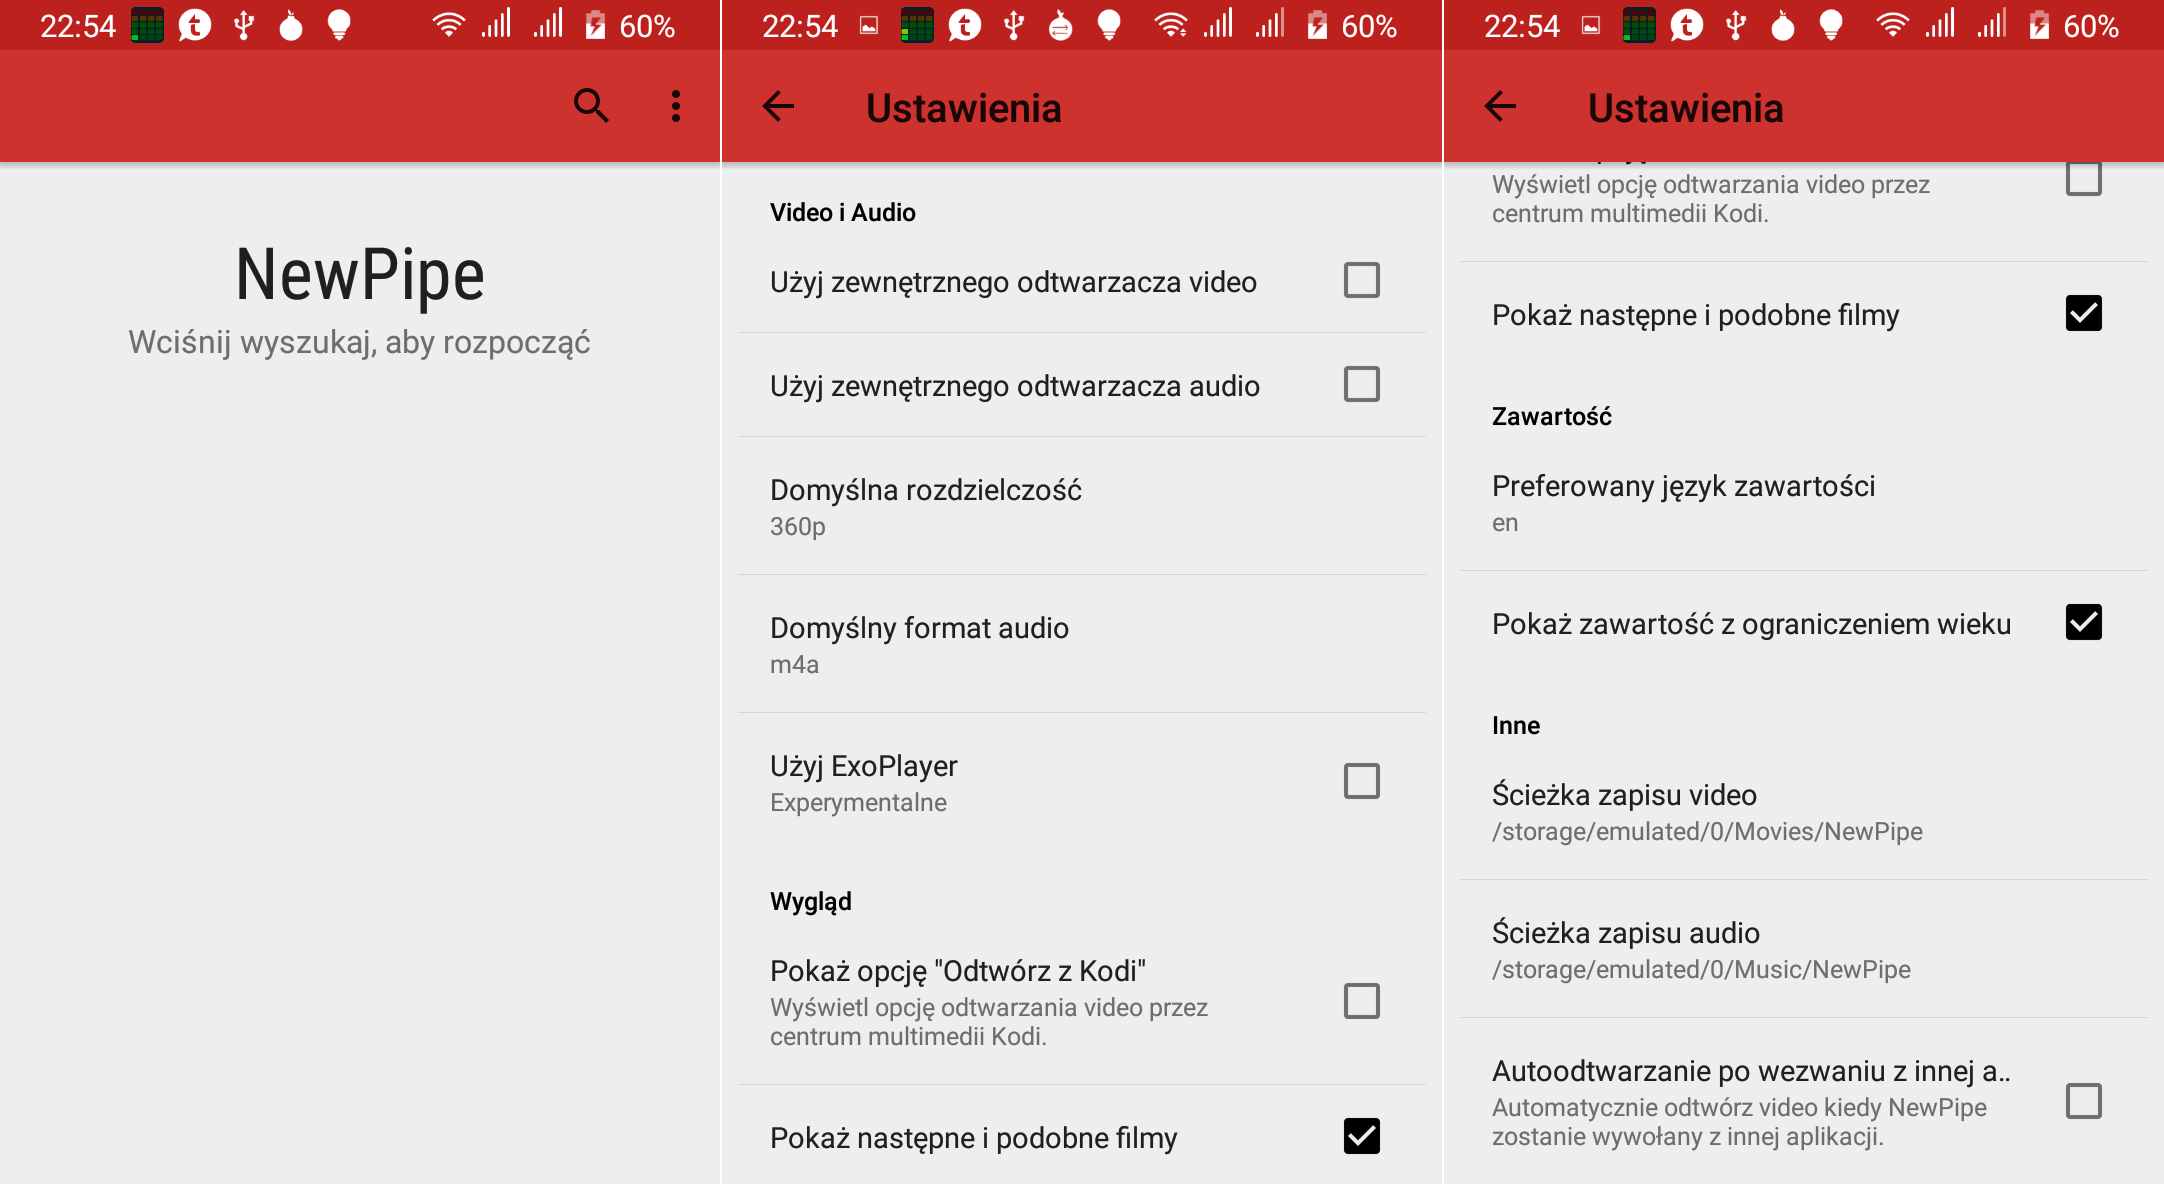 22:54
60%
NewPipe
Wciśnij wyszukaj, aby rozpocząć
22:54
60%
Ustawienia
Video i Audio
Użyj zewnętrznego odtwarzacza video
Użyj zewnętrznego odtwarzacza audio
Domyślna rozdzielczość
360p
Domyślny format audio
m4a
Użyj ExoPlayer
Experymentalne
Wygląd
Pokaż opcję "Odtwórz z Kodi"
Wyświetl opcję odtwarzania video przez
centrum multimedii Kodi.
Pokaż następne i podobne filmy
22:54
60%
Ustawienia
Wyświetl opcję odtwarzania video przez
centrum multimedii Kodi.
Pokaż następne i podobne filmy
Zawartość
Preferowany język zawartości
en
Pokaż zawartość z ograniczeniem wieku
Inne
Ścieżka zapisu video
/storage/emulated/0/Movies/NewPipe
Ścieżka zapisu audio
/storage/emulated/0/Music/NewPipe
Autoodtwarzanie po wezwaniu z innej a..
Automatycznie odtwórz video kiedy NewPipe
zostanie wywołany z innej aplikacji.